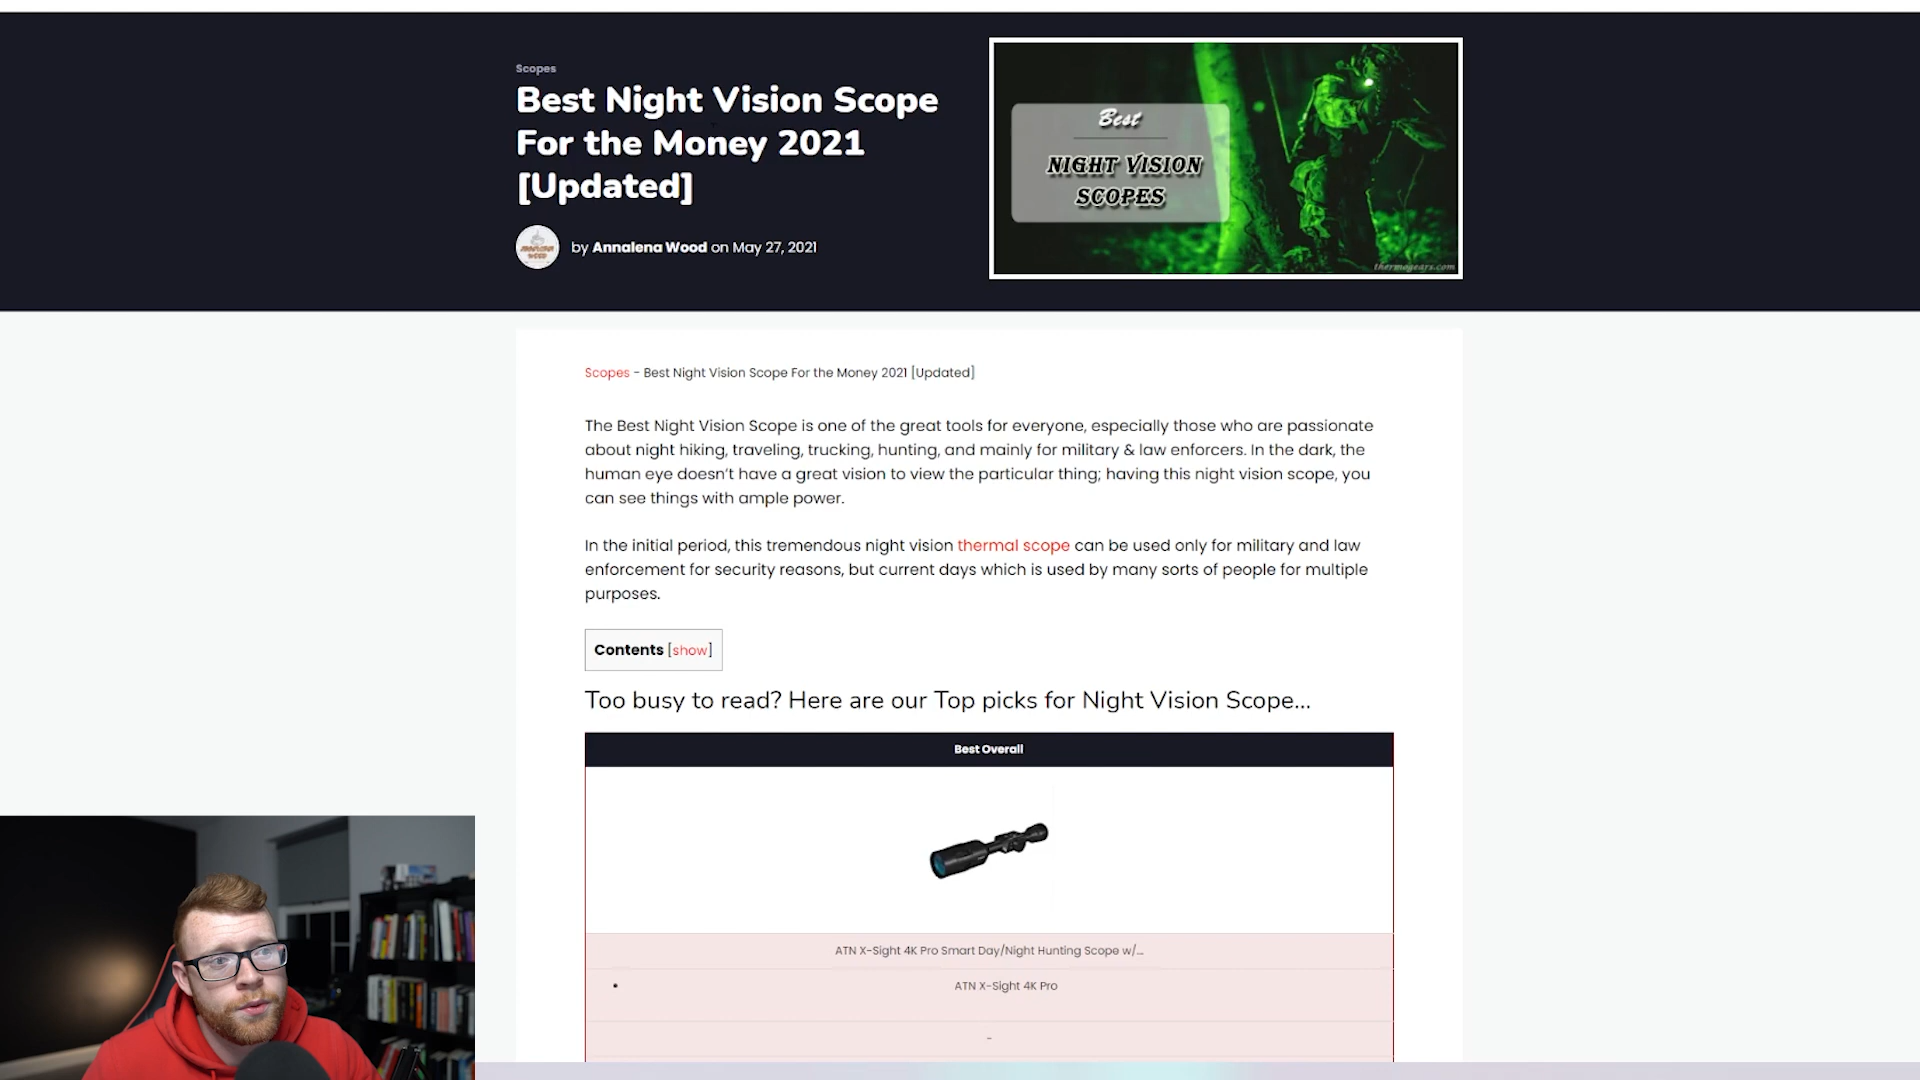 Scopes
Best Night Vision Scope
For the Money 2021
[Updated]
by Annalena Wood on May 27, 2021
Best
NIGHT VISION
SCOPES
thermogears.com
Scopes - Best Night Vision Scope For the Money 2021 [Updated]
The Best Night Vision Scope is one of the great tools for everyone, especially those who are passionate
about night hiking, traveling, trucking, hunting, and mainly for military & law enforcers. In the dark, the
human eye doesn't have a great vision to view the particular thing; having this night vision scope, you
can see things with ample power.
In the initial period, this tremendous night vision thermal scope can be used only for military and law
enforcement for security reasons, but current days which is used by many sorts of people for multiple
purposes.
Contents [show]
Too busy to read? Here are our Top picks for Night Vision Scope...
Best Overall
ATN X-Sight 4K Pro Smart Day/Night Hunting Scope w/...
• ATN X-Sight 4K Pro
-